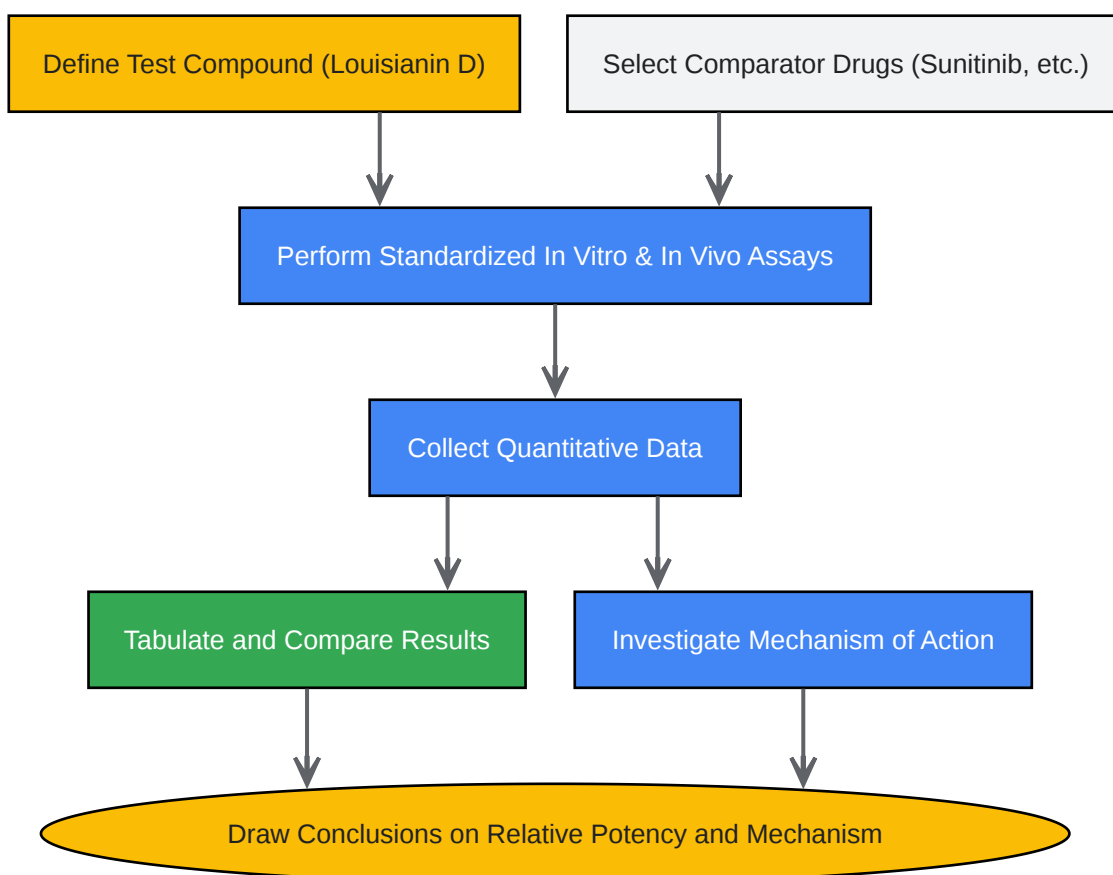 Define Test Compound (Louisianin D)
Select Comparator Drugs (Sunitinib, etc.)
Perform Standardized In Vitro & In Vivo Assays
Collect Quantitative Data
Tabulate and Compare Results
Investigate Mechanism of Action
Draw Conclusions on Relative Potency and Mechanism